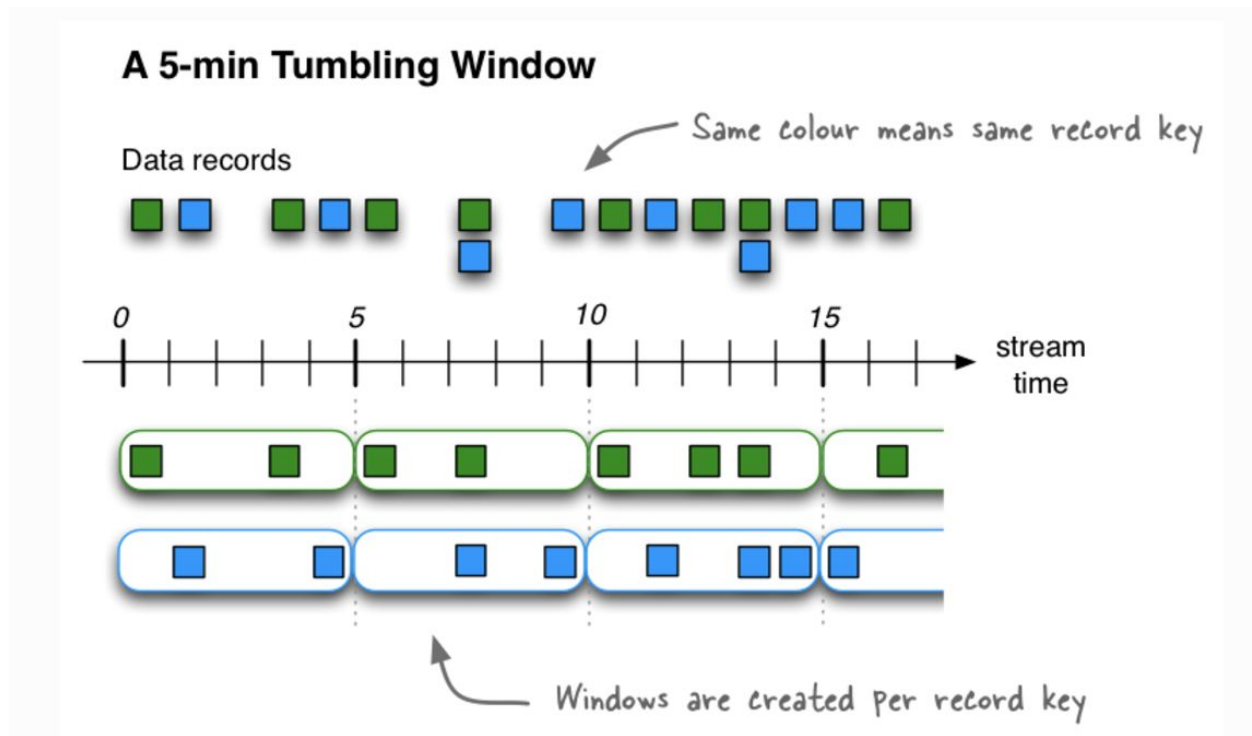 A 5-min Tumbling Window
Same colour means same record key
Data records
0 5 10 15
stream
time
Windows are created per record key